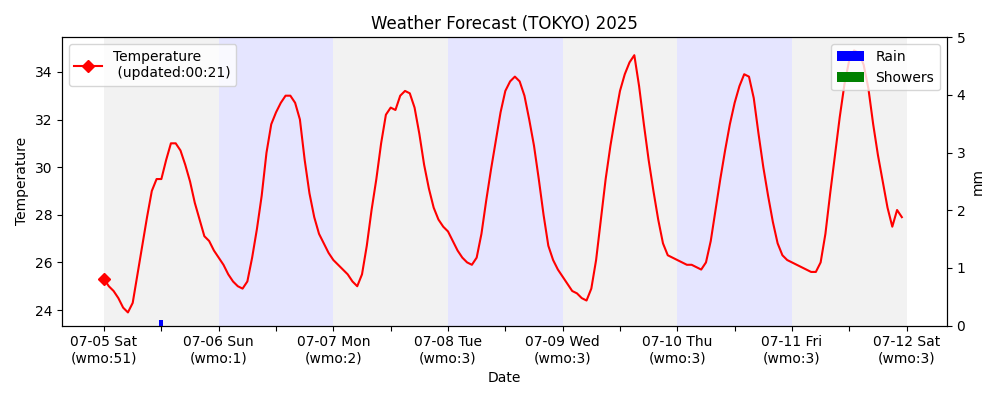 Weather Forecast (TOKYO) 2025
Temperature
(updated:00:21)
Rain
Showers
Temperature
34
32
30
28
26
24
5
4
3
2
1
0
mm
07-05 Sat
(wmo:51)
07-06 Sun
(wmo:1)
07-07 Mon
(wmo:2)
07-08 Tue
(wmo:3)
07-09 Wed
(wmo:3)
07-10 Thu
(wmo:3)
07-11 Fri
(wmo:3)
07-12 Sat
(wmo:3)
Date